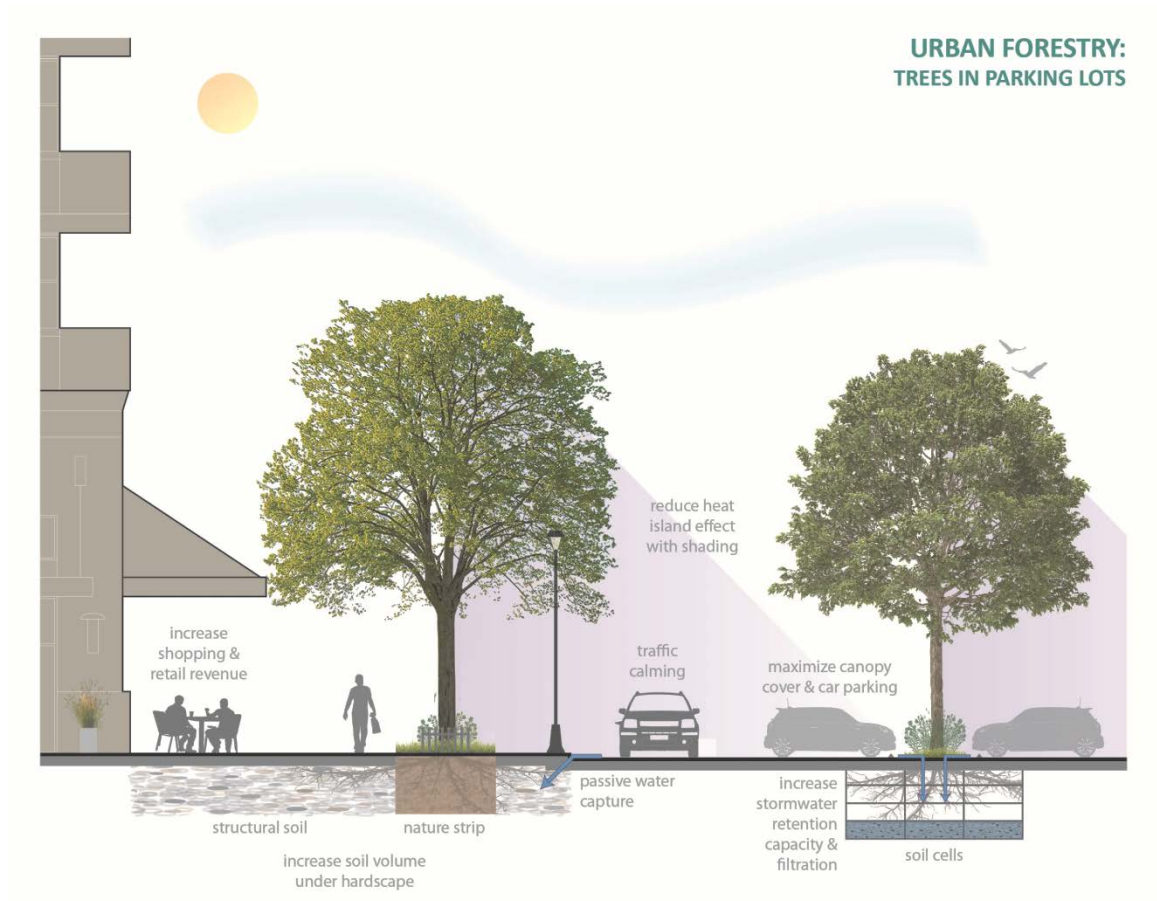 URBAN FORESTRY:
TREES IN PARKING LOTS
reduce heat
island effect
with shading
increase
shopping &
retail revenue
traffic
calming
maximize canopy
cover & car parking
passive water
capture
increase
stormwater
retention
capacity &
filtration
structural soil
nature strip
soil cells
increase soil volume
under hardscape